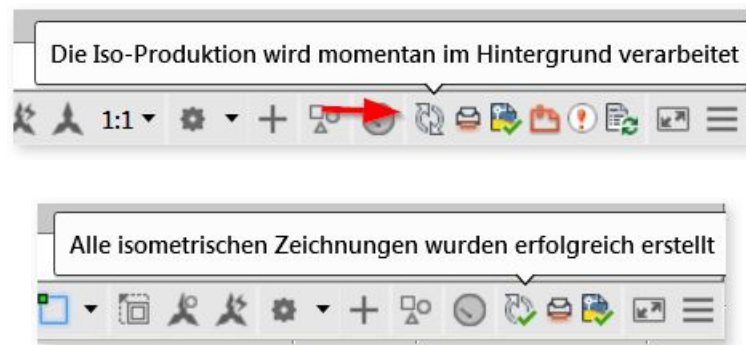 Die Iso-Produktion wird momentan im Hintergrund verarbeitet
1:1
Alle isometrischen Zeichnungen wurden erfolgreich erstellt